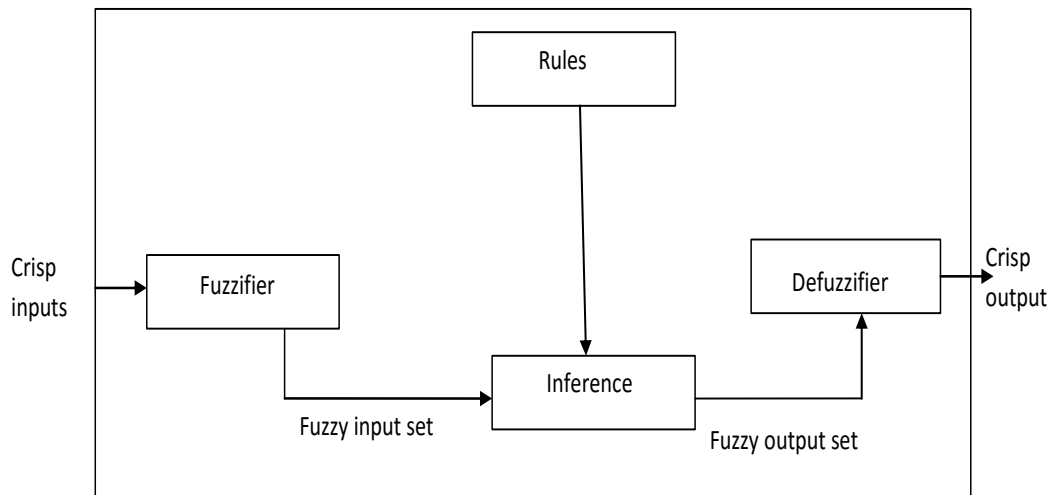 Rules
Crisp
inputs
Fuzzifier
Defuzzifier
Crisp
output
Inference
Fuzzy input set
Fuzzy output set